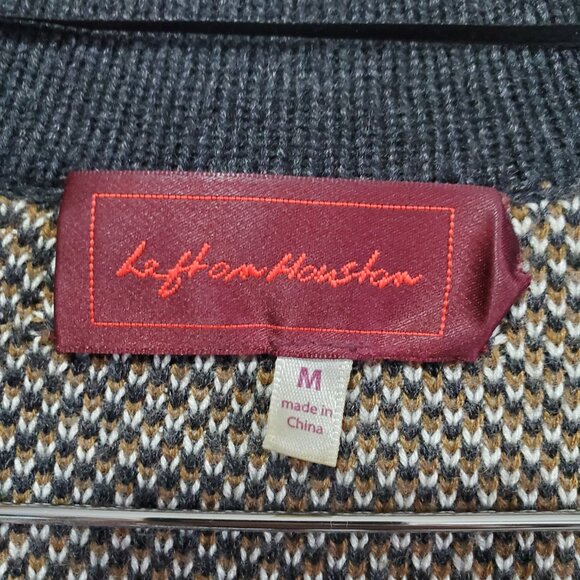 Left on Houston
M
made in
China